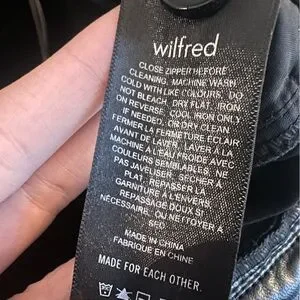 wilfred
CLOSE ZIPPER BEFORE
CLEANING. MACHINE WASH
COLD WITH LIKE COLOURS. DO
NOT BLEACH. DRY FLAT. IRON
ON REVERSE. COOL IRON ONLY
IF NEEDED. OR DRY CLEAN
FERMER LA FERMETURE ÉCLAIR
AVANT DE LAVER. LAVER À LA
MACHINE À L'EAU FROIDE AVEC
COULEURS SEMBLABLES. NE
PAS JAVELLISER. SÉCHER À
PLAT. REPASSER LA
GARNITURE À L'ENVERS.
REPASSAGE DOUX SI
NÉCESSAIRE. OU NETTOYER À
SEC
MADE IN CHINA
FABRIQUÉ EN CHINE
MADE FOR EACH OTHER.